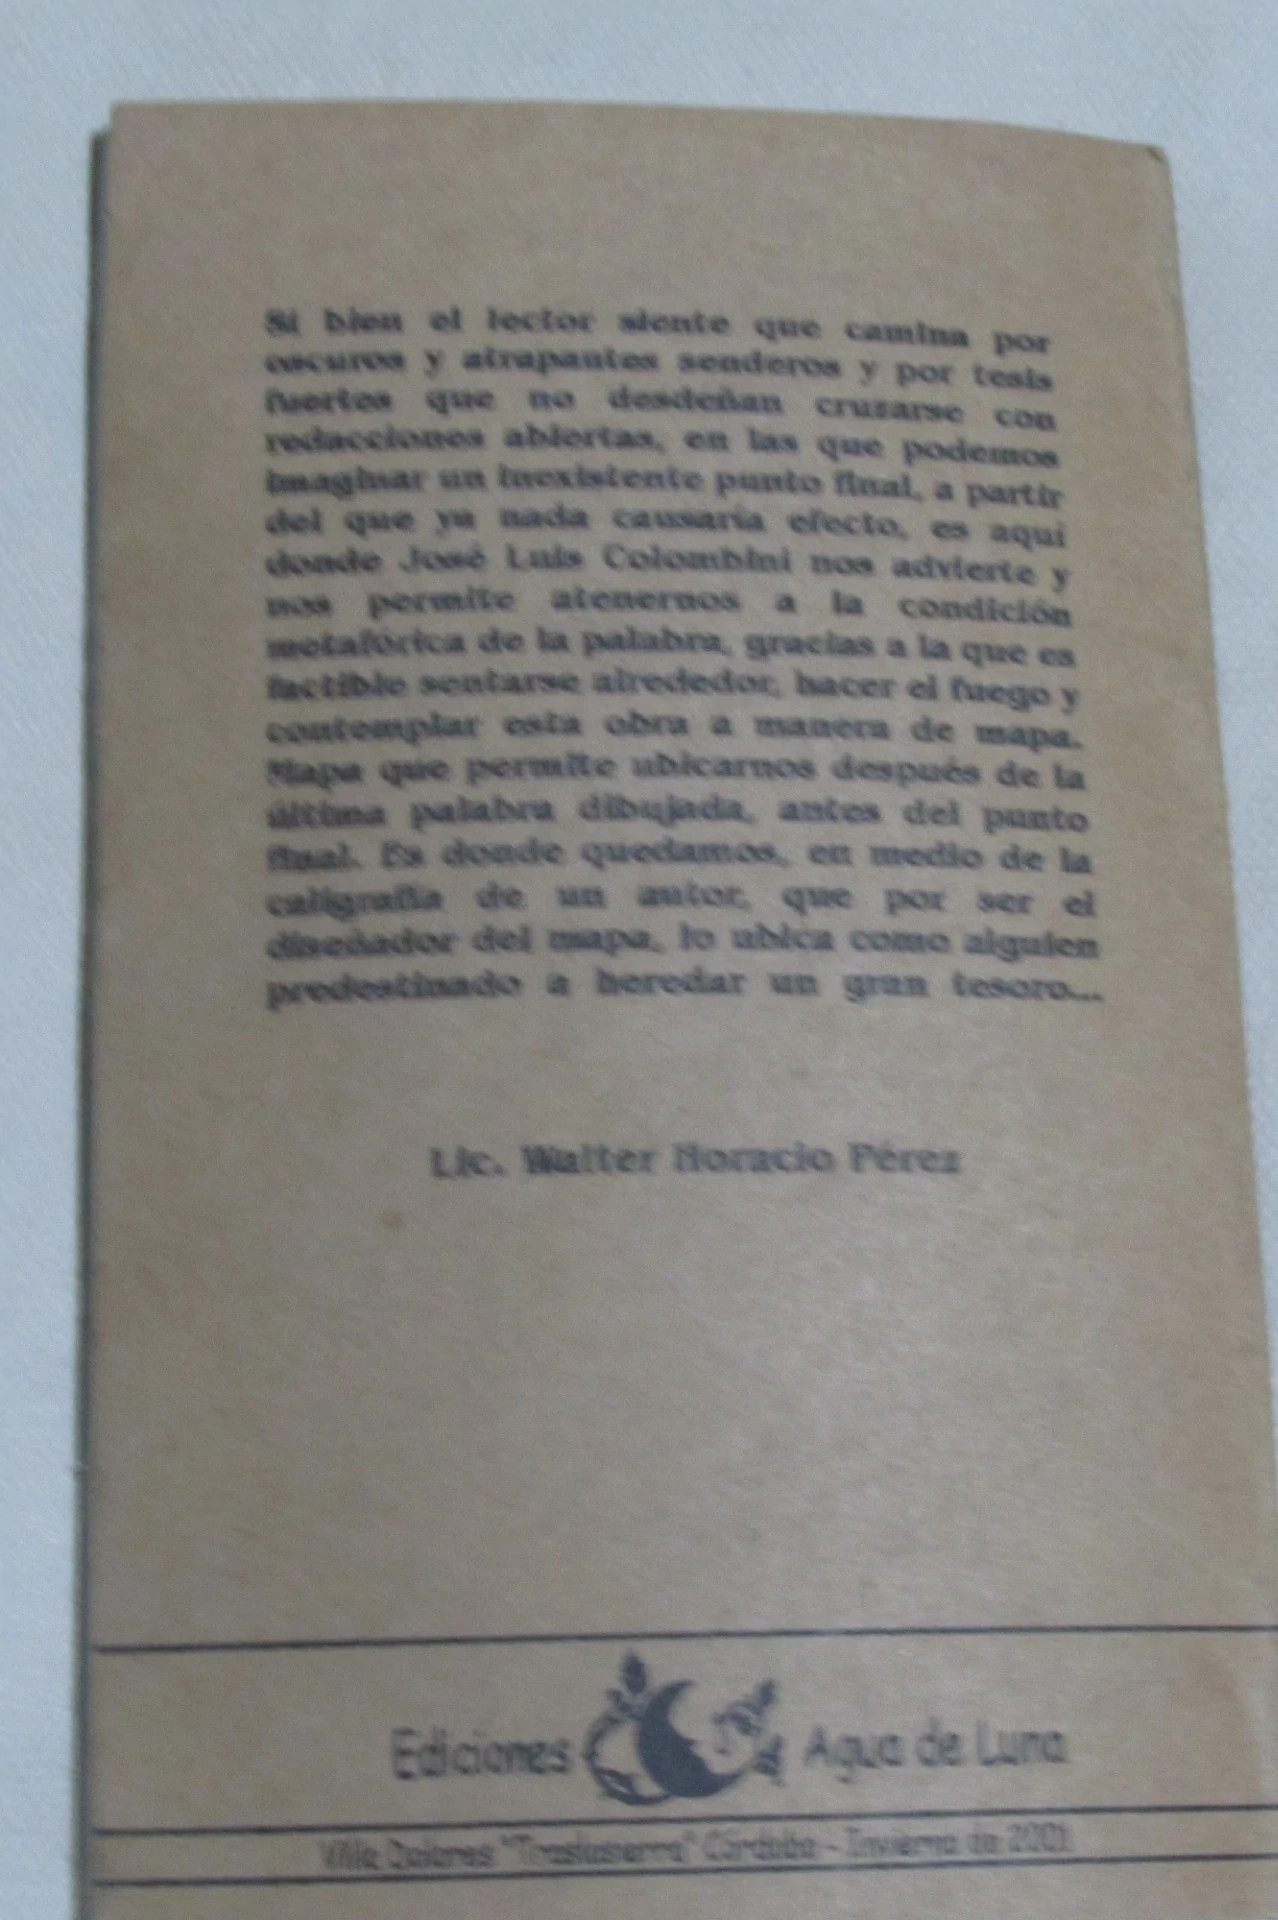 Si bien el lector siente que camina por
oscuros y atrapantes senderos y por tesis
fuertes que no desdeñan cruzarse con
redacciones abiertas, en las que podemos
imaginar un inexistente punto final, a partir
del que ya nada causaría efecto, es aquí
donde José Luis Colombini nos advierte y
nos permite atenernos a la condición
metafórica de la palabra, gracias a la que es
factible sentarse alrededor, hacer el fuego y
contemplar esta obra a manera de mapa.
Mapa que permite ubicarnos después de la
última palabra dibujada, antes del punto
final. Es donde quedamos, en medio de la
caligrafía de un autor, que por ser el
diseñador del mapa, lo ubica como alguien
predestinado a heredar un gran tesoro...
Lic. Walter Horacio Pérez
Ediciones Agua de Luna
Villa Dolores "Traslasierra" Córdoba - Invierno de 2001